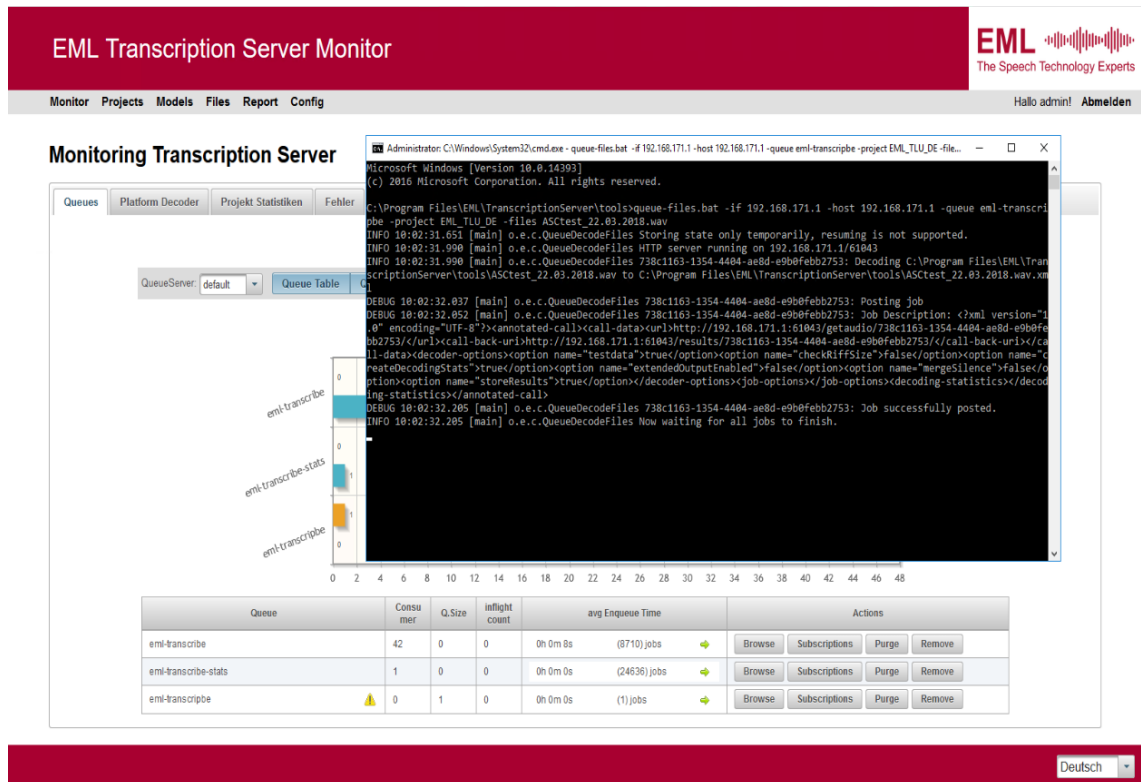 EML Transcription Server Monitor
EML
The Speech Technology Experts
Monitor Projects Models Files Report Config
Hallo admin! Abmelden
Monitoring Transcription Server
Queues Platform Decoder Projekt Statistiken Fehler
QueueServer: default Queue Table
Administrator: C:\Windows\System32\cmd.exe - queue-files.bat -if 192.168.171.1 -host 192.168.171.1 -queue eml-transcripbe -project EML_TLU_DE -file...
Microsoft Windows [Version 10.0.14393]
(c) 2016 Microsoft Corporation. All rights reserved.
C:\Program Files\EML\TranscriptionServer\tools>queue-files.bat -if 192.168.171.1 -host 192.168.171.1 -queue eml-transcri
pbe -project EML_TLU_DE -files ASCtest_22.03.2018.wav
INFO 10:02:31.651 [main] o.e.c.QueueDecodeFiles Storing state only temporarily, resuming is not supported.
INFO 10:02:31.990 [main] o.e.c.QueueDecodeFiles HTTP server running on 192.168.171.1/61043
INFO 10:02:31.990 [main] o.e.c.QueueDecodeFiles 738c1163-1354-4404-ae8d-e9b0febb2753: Decoding C:\Program Files\EML\Tran
scriptionServer\tools\ASCtest_22.03.2018.wav to C:\Program Files\EML\TranscriptionServer\tools\ASCtest_22.03.2018.wav.xm
l
DEBUG 10:02:32.037 [main] o.e.c.QueueDecodeFiles 738c1163-1354-4404-ae8d-e9b0febb2753: Posting job
DEBUG 10:02:32.052 [main] o.e.c.QueueDecodeFiles 738c1163-1354-4404-ae8d-e9b0febb2753: Job Description: <?xml version="1
.0" encoding="UTF-8"?><annotated-call><call-data><url>http://192.168.171.1:61043/getaudio/738c1163-1354-4404-ae8d-e9b0fe
bb2753/</url><call-back-uri>http://192.168.171.1:61043/results/738c1163-1354-4404-ae8d-e9b0febb2753/</call-back-uri></ca
ll-data><decoder-options><option name="testdata">true</option><option name="checkRiffSize">false</option><option name="c
reateDecodingStats">true</option><option name="extendedOutputEnabled">false</option><option name="mergeSilence">false</o
ption><option name="storeResults">true</option></decoder-options><job-options></job-options><decoding-statistics></decod
ing-statistics></annotated-call>
DEBUG 10:02:32.205 [main] o.e.c.QueueDecodeFiles 738c1163-1354-4404-ae8d-e9b0febb2753: Job successfully posted.
INFO 10:02:32.205 [main] o.e.c.QueueDecodeFiles Now waiting for all jobs to finish.
0
eml-transcribe
0
eml-transcribe-stats 1
1
eml-transcripbe 0
0 2 4 6 8 10 12 14 16 18 20 22 24 26 28 30 32 34 36 38 40 42 44 46 48
Queue Consumer Q.Size inflight count avg Enqueue Time Actions
eml-transcribe 42 0 0 0h 0m 8s (8710) jobs Browse Subscriptions Purge Remove
eml-transcribe-stats 1 0 0 0h 0m 0s (24636) jobs Browse Subscriptions Purge Remove
eml-transcripbe 0 1 0 0h 0m 0s (1) jobs Browse Subscriptions Purge Remove
Deutsch